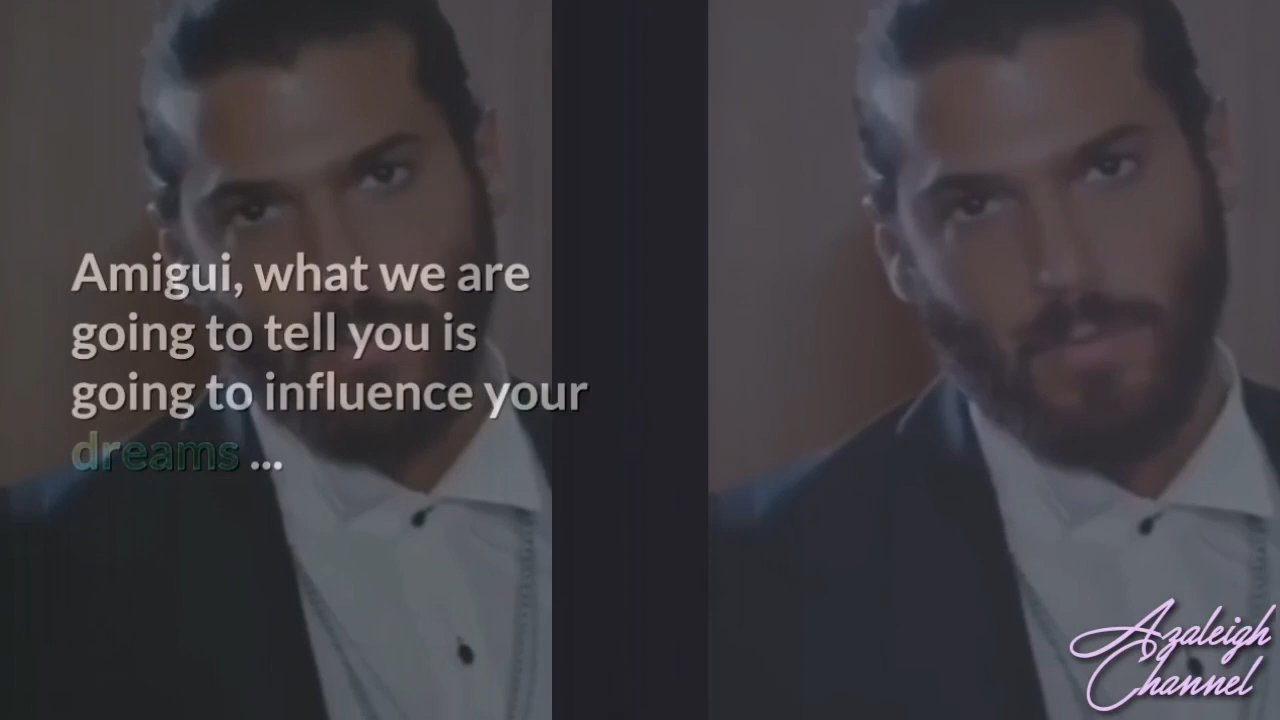 Amigui, what we are
going to tell you is
going to influence your
dreams ...
Azaleigh
Channel